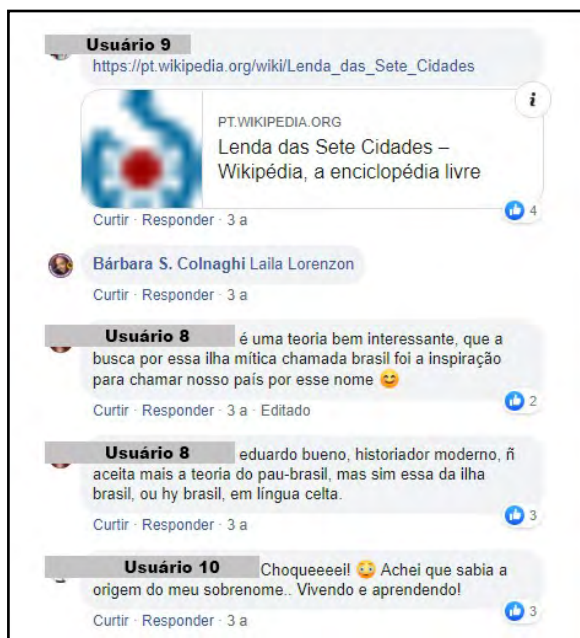 Usuário 9
https://pt.wikipedia.org/wiki/Lenda_das_Sete_Cidades
i
PT.WIKIPEDIA.ORG
Lenda das Sete Cidades –
Wikipédia, a enciclopédia livre
Curtir · Responder · 3 a
4
Bárbara S. Colnaghi Laila Lorenzon
Curtir · Responder · 3 a
Usuário 8 é uma teoria bem interessante, que a
busca por essa ilha mítica chamada brasil foi a inspiração
para chamar nosso país por esse nome 😊
Curtir · Responder · 3 a · Editado
2
Usuário 8 eduardo bueno, historiador moderno, ñ
aceita mais a teoria do pau-brasil, mas sim essa da ilha
brasil, ou hy brasil, em língua celta.
Curtir · Responder · 3 a
3
Usuário 10 Choqueeeei! 😳 Achei que sabia a
origem do meu sobrenome.. Vivendo e aprendendo!
Curtir · Responder · 3 a
3